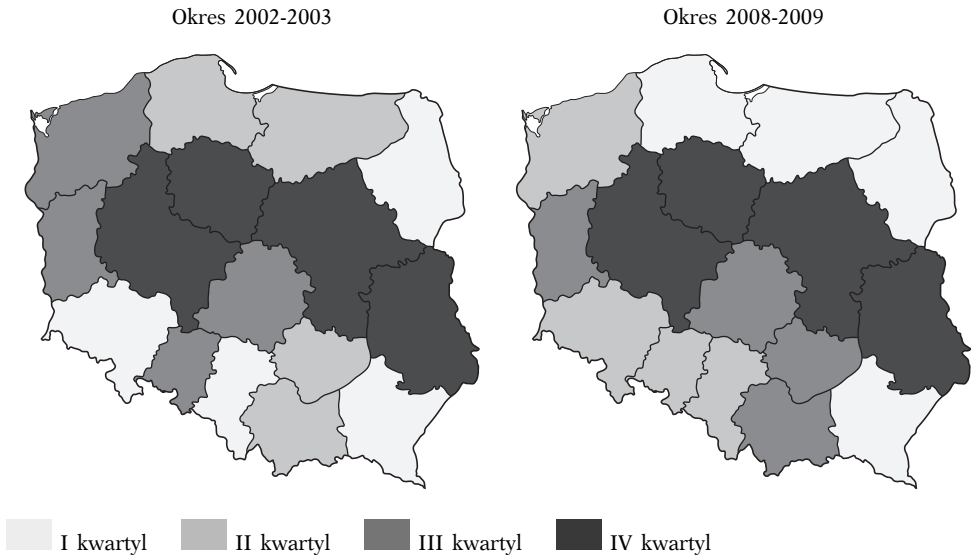 Okres 2002-2003
Okres 2008-2009
I kwartyl
II kwartyl
III kwartyl
IV kwartyl